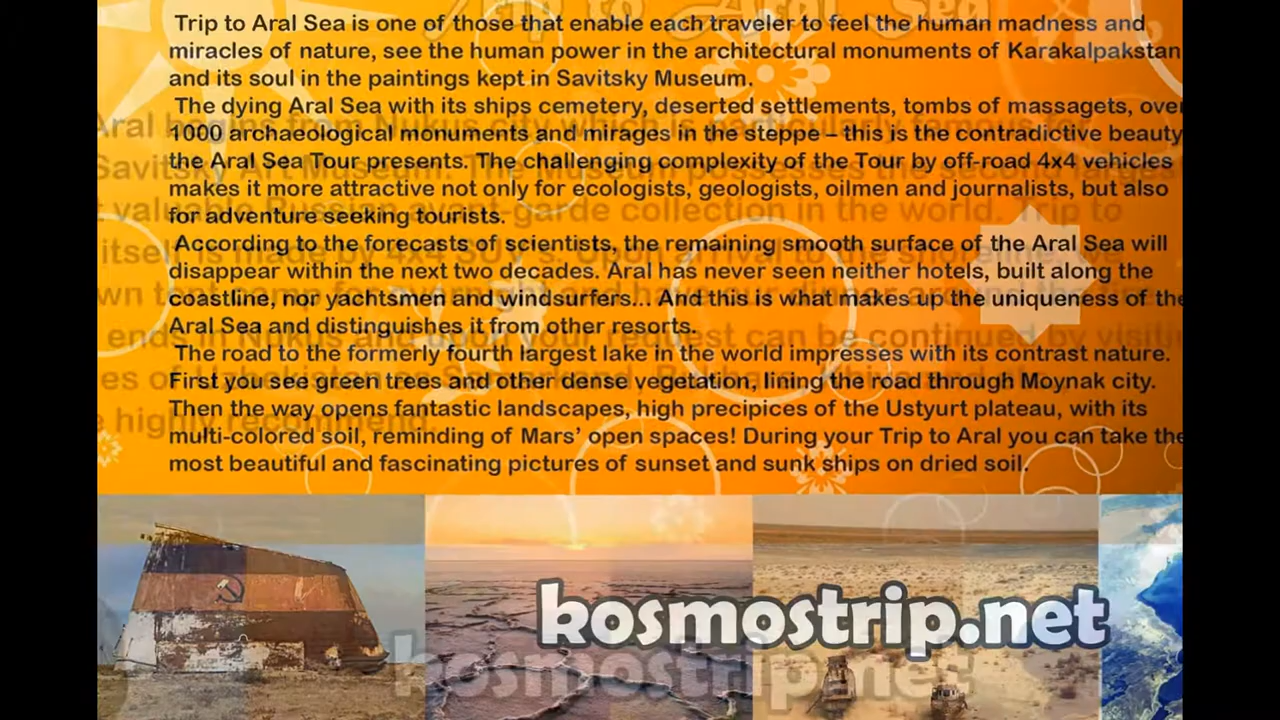 Trip to Aral Sea
Trip to Aral Sea is one of those that enable each traveler to feel the human madness and
miracles of nature, see the human power in the architectural monuments of Karakalpakstan
and its soul in the paintings kept in Savitsky Museum.
The dying Aral Sea with its ships cemetery, deserted settlements, tombs of massagets, over
1000 archaeological monuments and mirages in the steppe – this is the contradictive beauty
the Aral Sea Tour presents. The challenging complexity of the Tour by off-road 4x4 vehicles
makes it more attractive not only for ecologists, geologists, oilmen and journalists, but also
for adventure seeking tourists.
According to the forecasts of scientists, the remaining smooth surface of the Aral Sea will
disappear within the next two decades. Aral has never seen neither hotels, built along the
coastline, nor yachtsmen and windsurfers... And this is what makes up the uniqueness of the
Aral Sea and distinguishes it from other resorts.
The road to the formerly fourth largest lake in the world impresses with its contrast nature.
First you see green trees and other dense vegetation, lining the road through Moynak city.
Then the way opens fantastic landscapes, high precipices of the Ustyurt plateau, with its
multi-colored soil, reminding of Mars' open spaces! During your Trip to Aral you can take the
most beautiful and fascinating pictures of sunset and sunk ships on dried soil.
kosmostrip.net
kosmostrip.net